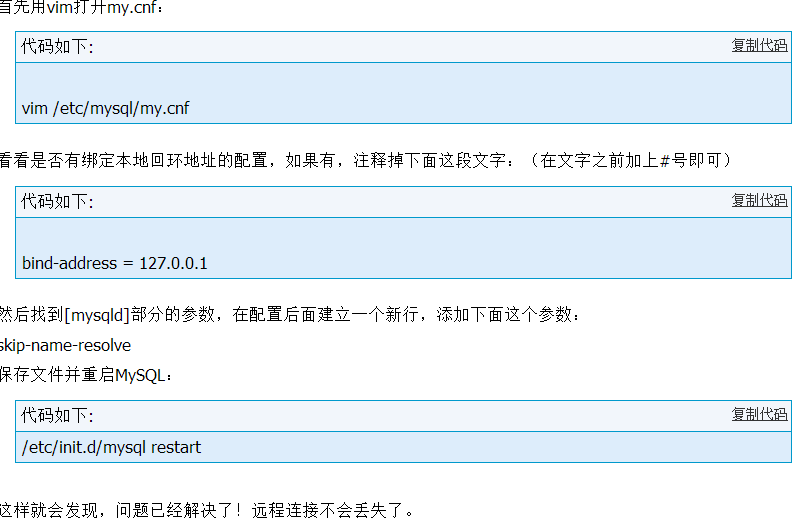 首先用vim打开my.cnf：
代码如下: 复制代码
vim /etc/mysql/my.cnf
看看是否有绑定本地回环地址的配置，如果有，注释掉下面这段文字：（在文字之前加上#号即可）
代码如下: 复制代码
bind-address = 127.0.0.1
然后找到[mysqld]部分的参数，在配置后面建立一个新行，添加下面这个参数：
skip-name-resolve
保存文件并重启MySQL：
代码如下: 复制代码
/etc/init.d/mysql restart
这样就会发现，问题已经解决了！远程连接不会丢失了。